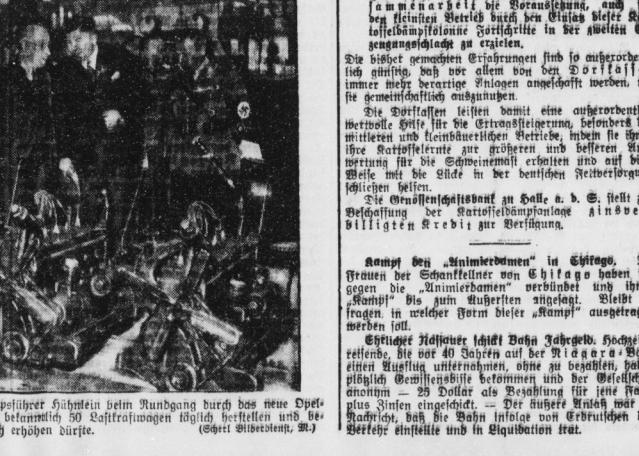 psführer Hühnlein beim Rundgang durch das neue Opel-
bekanntlich 50 Lastkraftwagen täglich herstellen und be-
erhöhen dürfte. (Scherl Bilderdienst, M.)
sammenarbeit die Voraussetzung, auch
den kleinsten Betrieb durch den Einsatz dieser K
toffeldämpfkolonne Fortschritte in der zweiten E
zeugungsschlacht zu erzielen.
Die bisher gemachten Erfahrungen sind so außerorde
lich günstig, daß vor allem von den Dorfkass
immer mehr derartige Anlagen angeschafft werden,
sie gemeinschaftlich auszunutzen.
Die Dorfkassen leisten damit eine außerordentl
wertvolle Hilfe für die Ertragssteigerung, besonders
mittleren und kleinbäuerlichen Betriebe, indem sie ihr
ihre Kartoffelernte zur größeren und besseren Au
wertung für die Schweinemast erhalten und auf di
Weise mit die Lücke in der deutschen Fettversorgu
schließen helfen.
Die Genossenschaftsbank zu Halle a. d. S. stellt
Beschaffung der Kartoffeldämpfanlage zinsve
billigten Kredit zur Verfügung.
Kampf den „Animierdamen“ in Chikago.
Frauen der Schankkellner von Chikago haben
gegen die „Animierdamen“ verbündet und ihn
„Kampf“ bis zum Äußersten angesagt. Bleibt
fragen, in welcher Form dieser „Kampf“ ausgetrag
werden soll.
Ehrlicher Nassauer schickt Bahn Fahrgeld. Hochzei
reisende, die vor 40 Jahren auf der Niagara-B
einen Ausflug unternahmen, ohne zu bezahlen, hab
plötzlich Gewissensbisse bekommen und der Gesellsc
anonym — 25 Dollar als Bezahlung für jene Fa
plus Zinsen eingeschickt. — Der äußere Anlaß war
Nachricht, daß die Bahn infolge von Erdrutschen
Verkehr einstellte und in Liquidation trat.